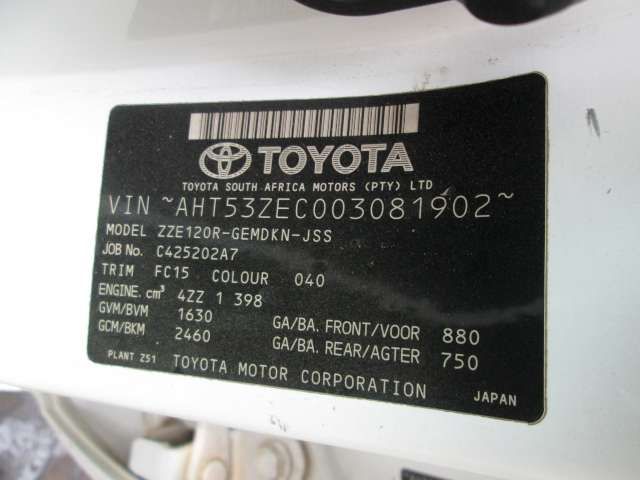 TOYOTA
TOYOTA SOUTH AFRICA MOTORS (PTY) LTD
VIN ~AHT53ZEC003081902~
MODEL ZZE120R-GEMDKN-JSS
JOB No. C425202A7
TRIM FC15 COLOUR 040
ENGINE. cm³ 4ZZ 1 398
GVM/BVM 1630 GA/BA. FRONT/VOOR 880
GCM/BKM 2460 GA/BA. REAR/AGTER 750
PLANT Z51 TOYOTA MOTOR CORPORATION JAPAN